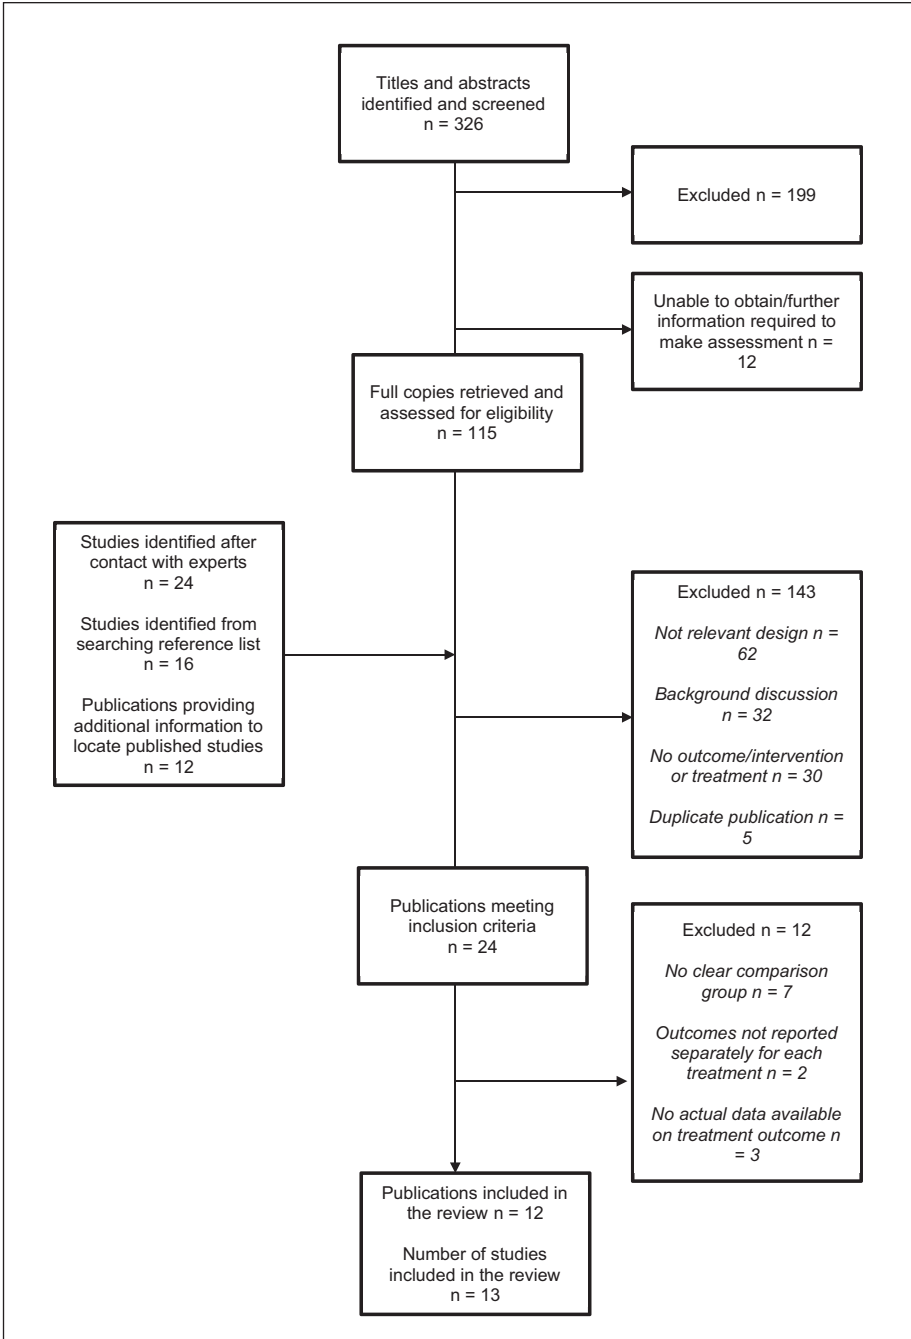 Titles and abstracts
identified and screened
n = 326
Excluded n = 199
Unable to obtain/further
information required to
make assessment n =
12
Full copies retrieved and
assessed for eligibility
n = 115
Studies identified after
contact with experts
n = 24
Studies identified from
searching reference list
n = 16
Publications providing
additional information to
locate published studies
n = 12
Excluded n = 143
Not relevant design n =
62
Background discussion
n = 32
No outcome/intervention
or treatment n = 30
Duplicate publication n =
5
Publications meeting
inclusion criteria
n = 24
Excluded n = 12
No clear comparison
group n = 7
Outcomes not reported
separately for each
treatment n = 2
No actual data available
on treatment outcome n
= 3
Publications included in
the review n = 12
Number of studies
included in the review
n = 13